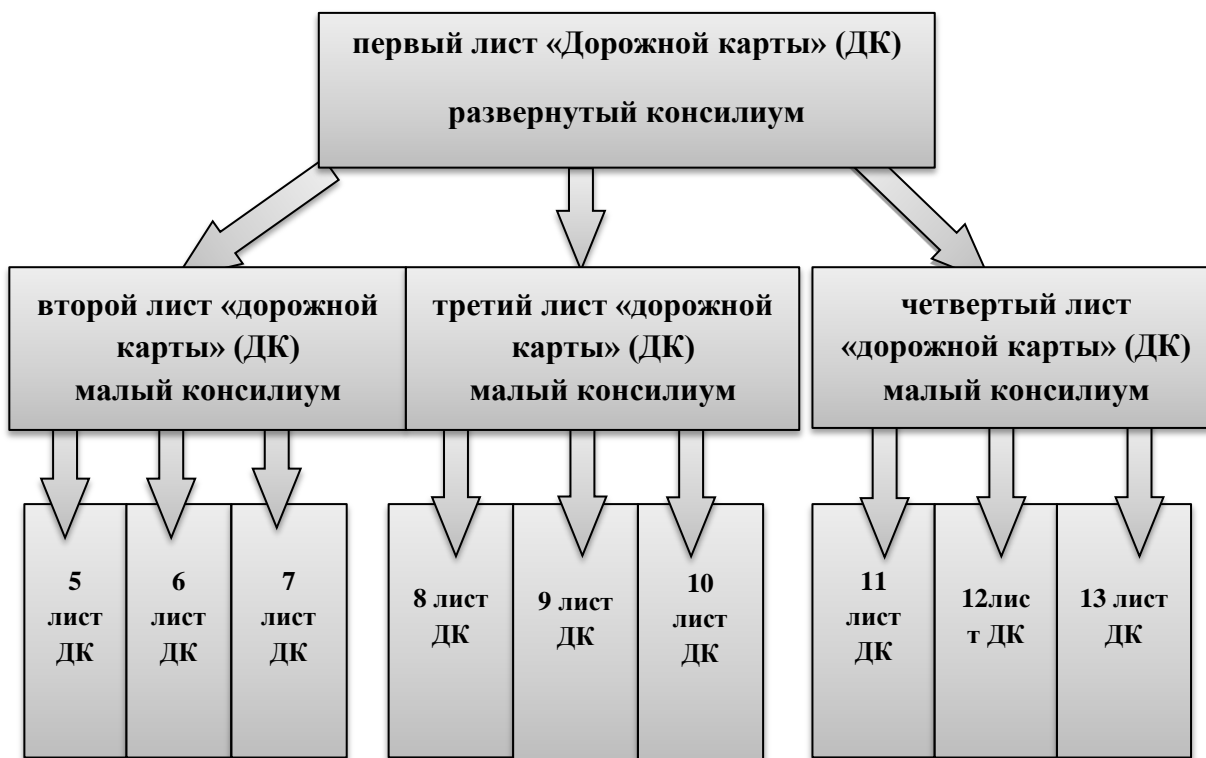 первый лист «Дорожной карты» (ДК)
развернутый консилиум
второй лист «дорожной
карты» (ДК)
малый консилиум
третий лист «дорожной
карты» (ДК)
малый консилиум
четвертый лист
«дорожной карты» (ДК)
малый консилиум
5
лист
ДК
6
лист
ДК
7
лист
ДК
8 лист
ДК
9 лист
ДК
10
лист
ДК
11
лист
ДК
12лис
т ДК
13 лист
ДК